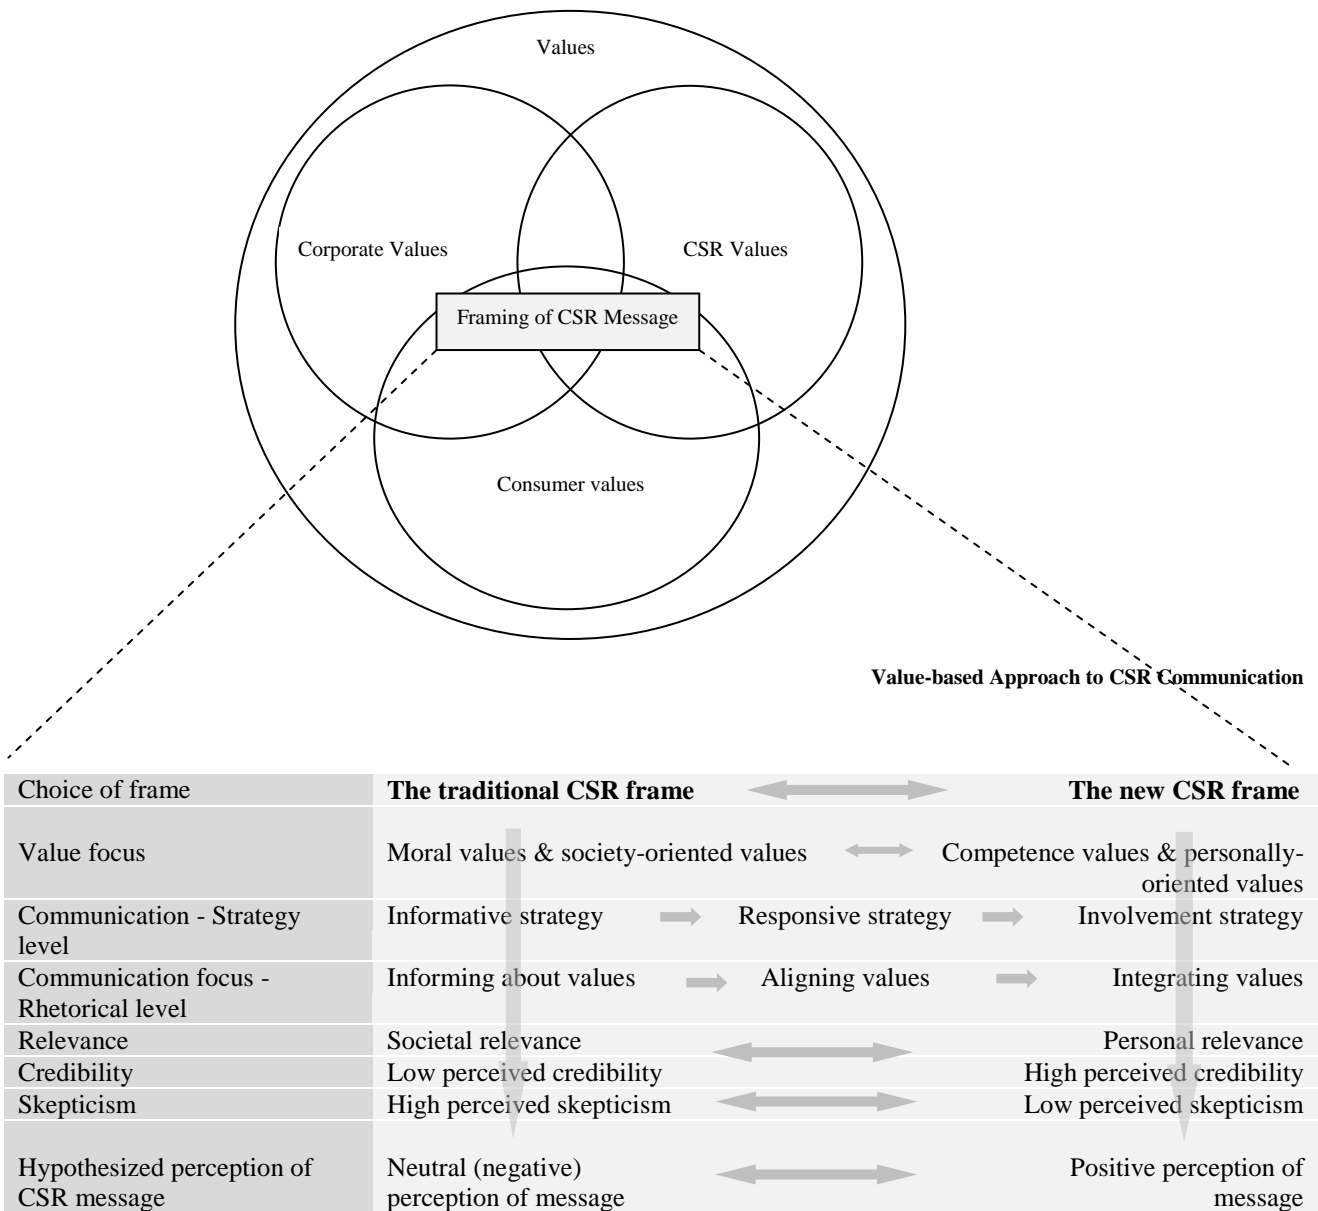 Values
Corporate Values
CSR Values
Framing of CSR Message
Consumer values
Value-based Approach to CSR Communication
Choice of frame
The traditional CSR frame
The new CSR frame
Value focus
Moral values & society-oriented values
Competence values & personally-
oriented values
Communication - Strategy
level
Informative strategy
Responsive strategy
Involvement strategy
Communication focus -
Rhetorical level
Informing about values
Aligning values
Integrating values
Relevance
Societal relevance
Personal relevance
Credibility
Low perceived credibility
High perceived credibility
Skepticism
High perceived skepticism
Low perceived skepticism
Hypothesized perception of
CSR message
Neutral (negative)
perception of message
Positive perception of
message